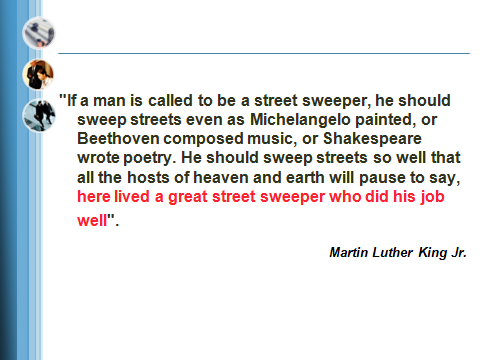 "If a man is called to be a street sweeper, he should
sweep streets even as Michelangelo painted, or
Beethoven composed music, or Shakespeare
wrote poetry. He should sweep streets so well that
all the hosts of heaven and earth will pause to say,
here lived a great street sweeper who did his job
well".
Martin Luther King Jr.